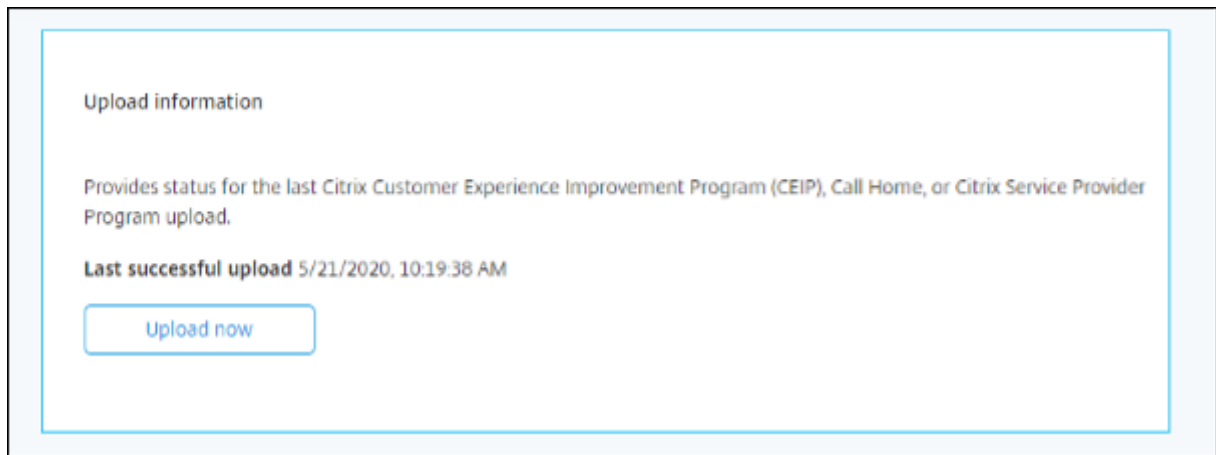 Upload information
Provides status for the last Citrix Customer Experience Improvement Program (CEIP), Call Home, or Citrix Service Provider
Program upload.
Last successful upload 5/21/2020, 10:19:38 AM
Upload now